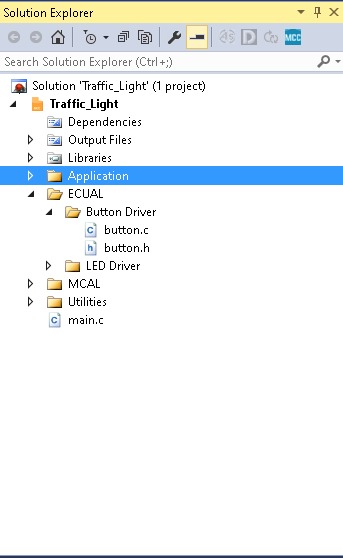 Solution Explorer
MCC
Search Solution Explorer (Ctrl+;)
Solution 'Traffic_Light' (1 project)
Traffic_Light
Dependencies
Output Files
Libraries
Application
ECUAL
Button Driver
c button.c
h button.h
LED Driver
MCAL
Utilities
c main.c